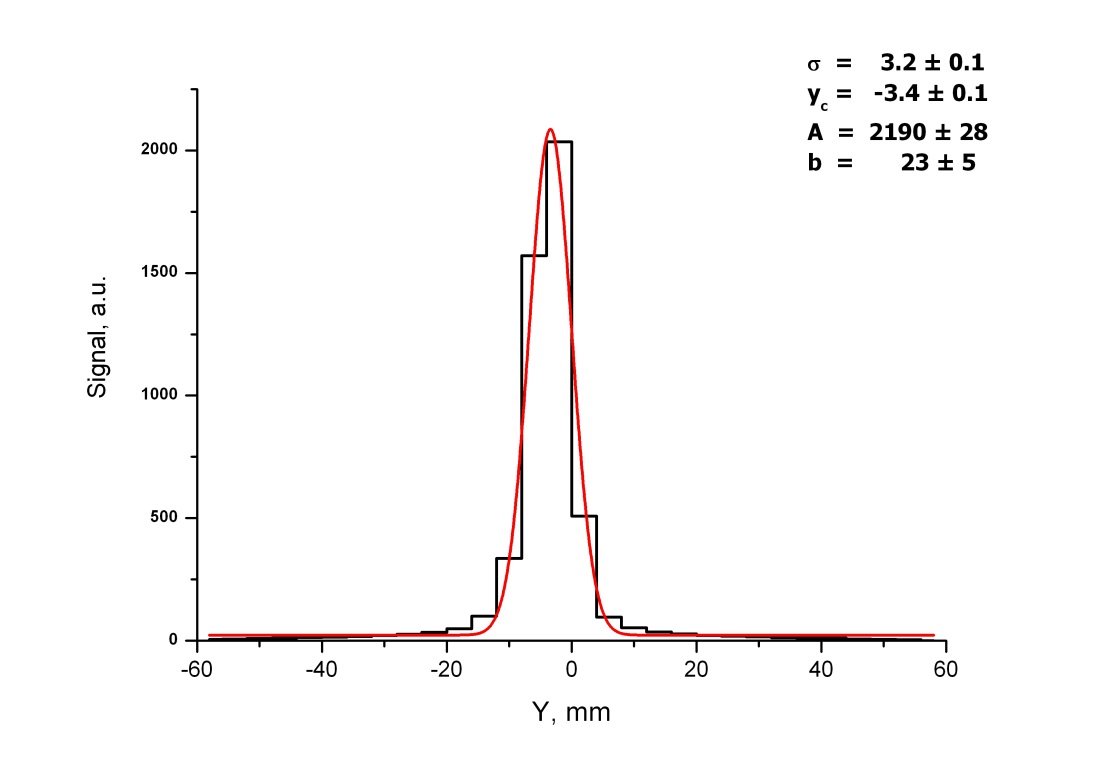 σ = 3.2 ± 0.1
yc = -3.4 ± 0.1
A = 2190 ± 28
b = 23 ± 5
2000
1500
1000
500
0
Signal, a.u.
-60 -40 -20 0 20 40 60
Y, mm